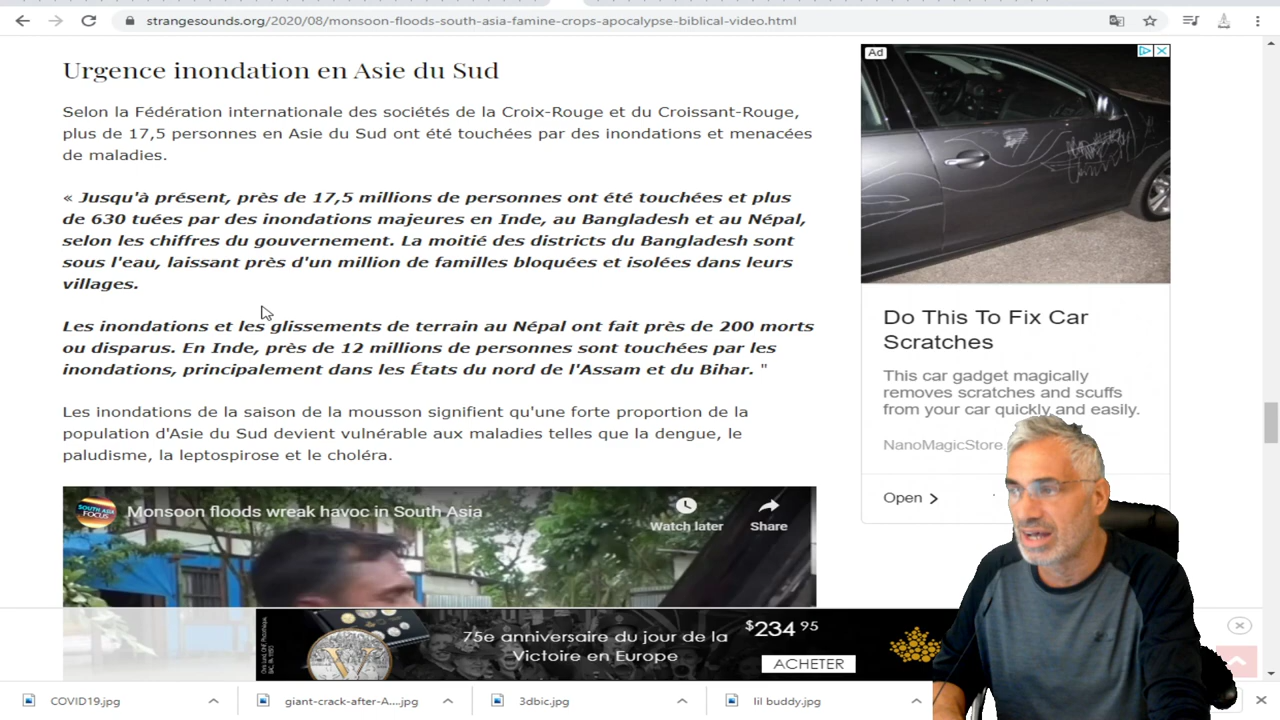 strangesounds.org/2020/08/monsoon-floods-south-asia-famine-crops-apocalypse-biblical-video.html
Urgence inondation en Asie du Sud
Selon la Fédération internationale des sociétés de la Croix-Rouge et du Croissant-Rouge,
plus de 17,5 personnes en Asie du Sud ont été touchées par des inondations et menacées
de maladies.
« Jusqu'à présent, près de 17,5 millions de personnes ont été touchées et plus
de 630 tuées par des inondations majeures en Inde, au Bangladesh et au Népal,
selon les chiffres du gouvernement. La moitié des districts du Bangladesh sont
sous l'eau, laissant près d'un million de familles bloquées et isolées dans leurs
villages.
Les inondations et les glissements de terrain au Népal ont fait près de 200 morts
ou disparus. En Inde, près de 12 millions de personnes sont touchées par les
inondations, principalement dans les États du nord de l'Assam et du Bihar. "
Les inondations de la saison de la mousson signifient qu'une forte proportion de la
population d'Asie du Sud devient vulnérable aux maladies telles que la dengue, le
paludisme, la leptospirose et le choléra.
SOUTH ASIA FOCUS
Monsoon floods wreak havoc in South Asia
Watch later
Share
Ad
Do This To Fix Car
Scratches
This car gadget magically
removes scratches and scuffs
from your car quickly and easily.
NanoMagicStore.
Open
75e anniversaire du jour de la
Victoire en Europe
$234 95
ACHETER
COVID19.jpg
giant-crack-after-A....jpg
3dbic.jpg
lil buddy.jpg